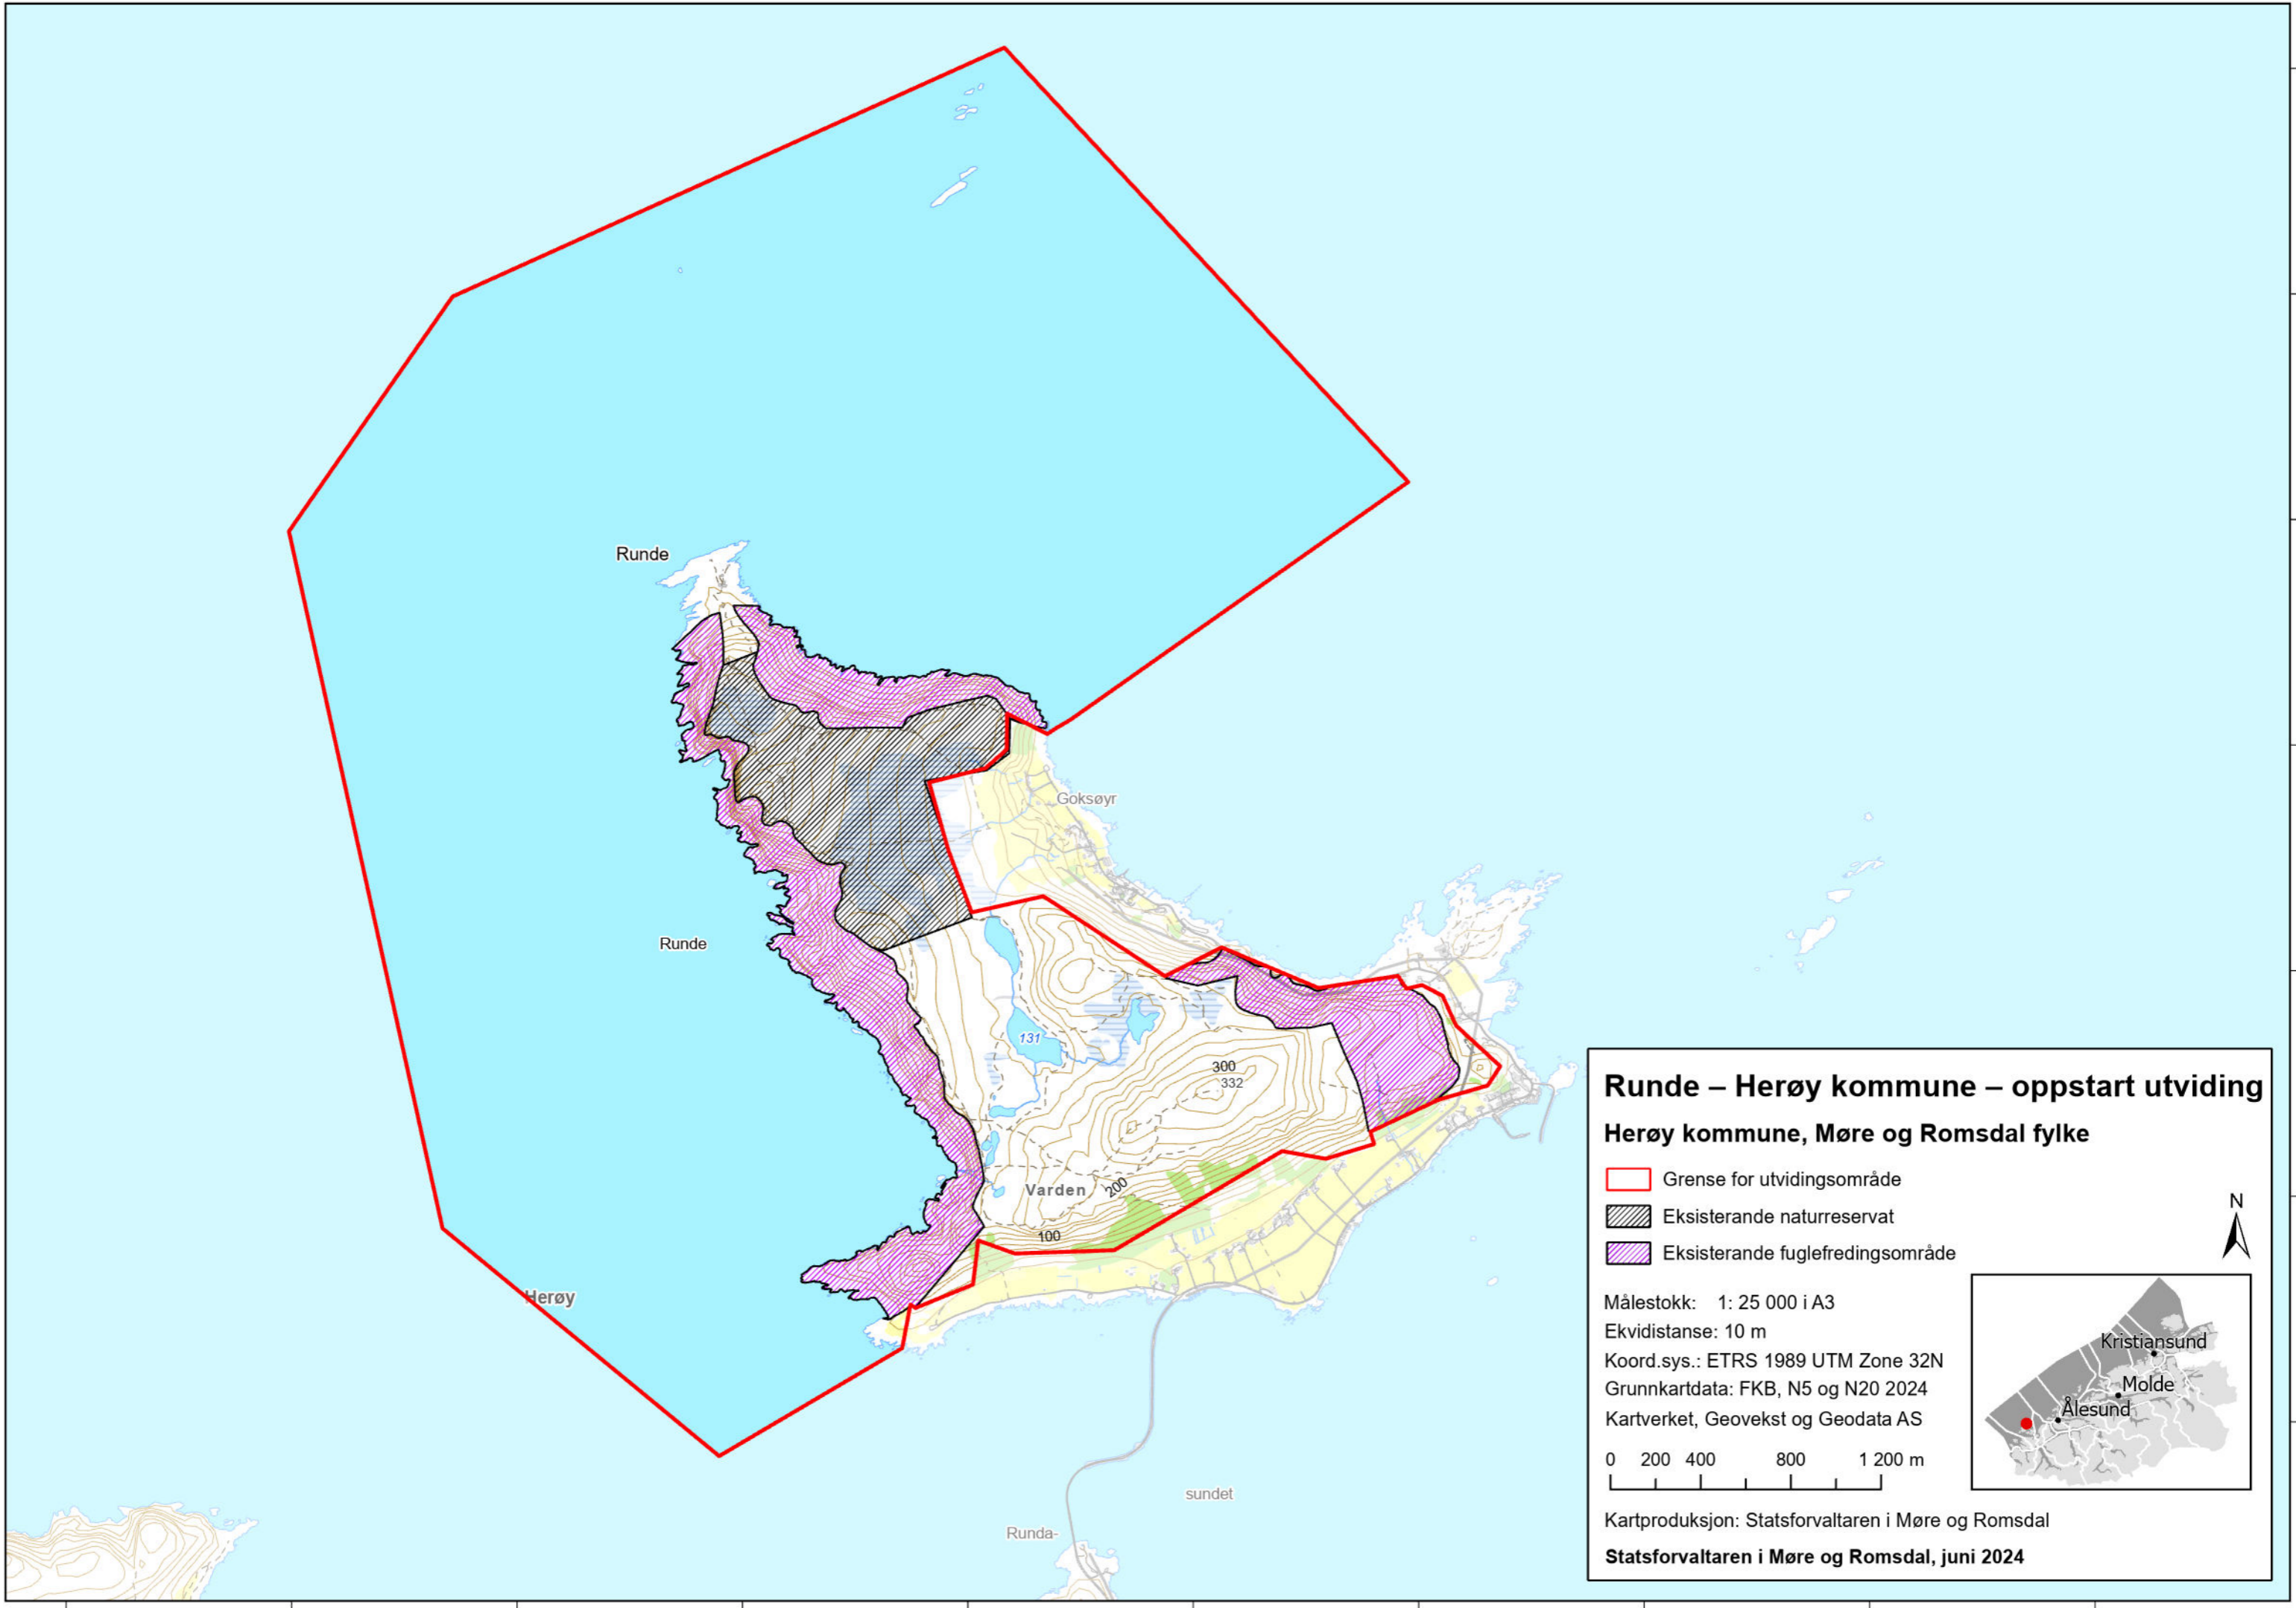 Runde
Goksøyr
Runde
131
300
332
Varden
200
100
Herøy
sundet
Runda-
Runde – Herøy kommune – oppstart utviding
Herøy kommune, Møre og Romsdal fylke
Grense for utvidingsområde
Eksisterande naturreservat
Eksisterande fuglefredingsområde
N
Målestokk: 1: 25 000 i A3
Ekvidistanse: 10 m
Koord.sys.: ETRS 1989 UTM Zone 32N
Grunnkartdata: FKB, N5 og N20 2024
Kartverket, Geovekst og Geodata AS
0 200 400 800 1 200 m
Kristiansund
Molde
Ålesund
Kartproduksjon: Statsforvaltaren i Møre og Romsdal
Statsforvaltaren i Møre og Romsdal, juni 2024